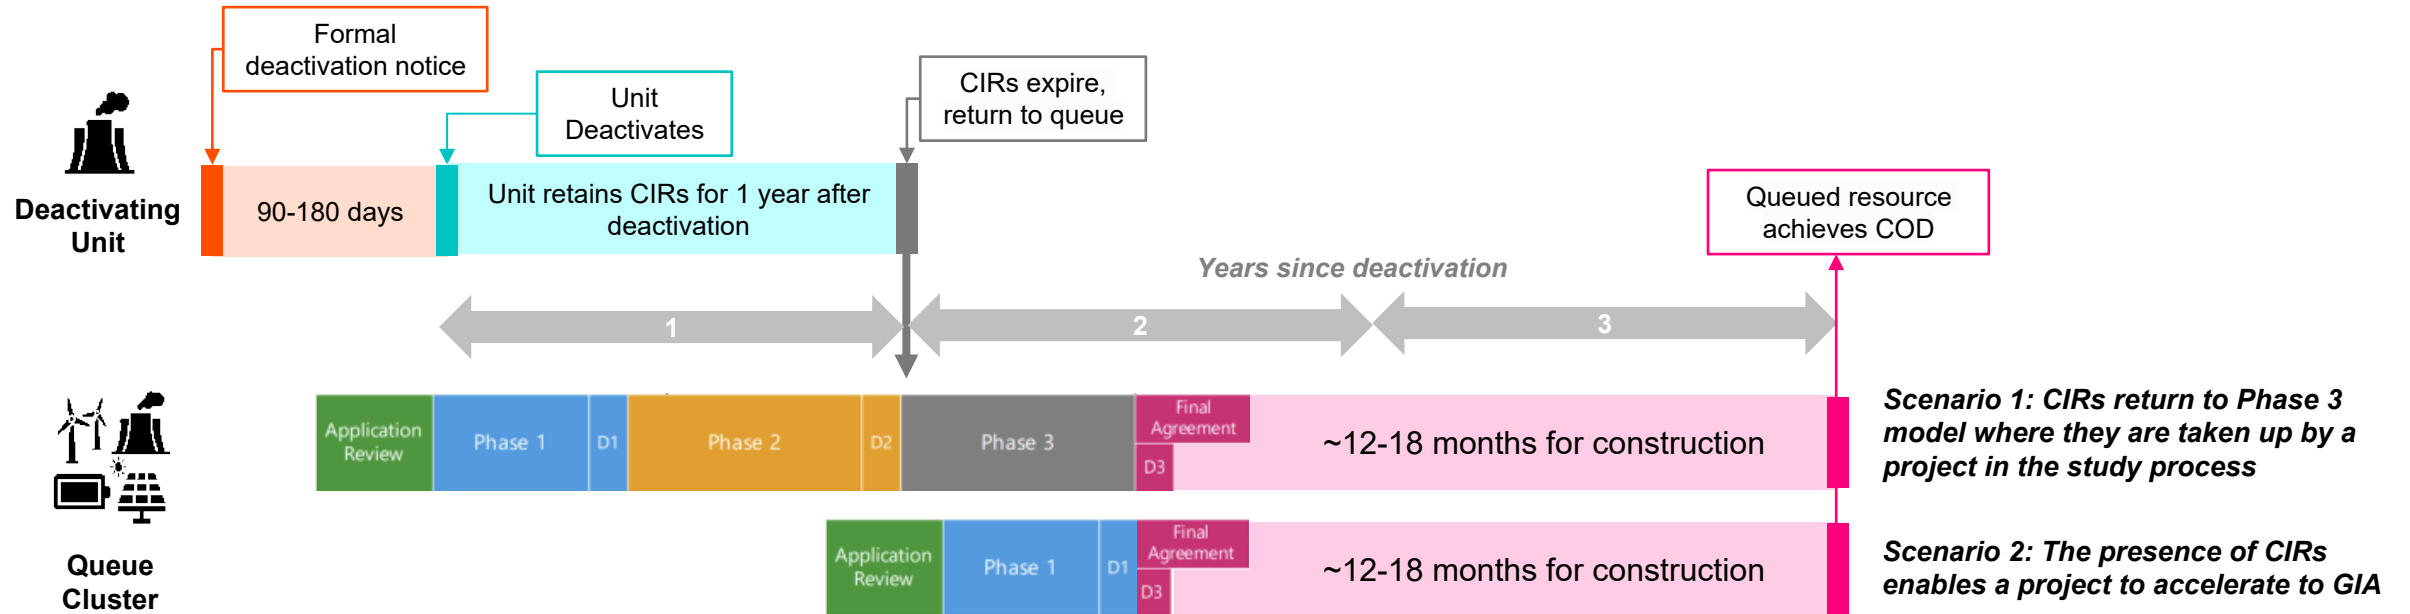 Formal
deactivation notice
Unit
Deactivates
CIRs expire,
return to queue
Deactivating
Unit
90-180 days
Unit retains CIRs for 1 year after
deactivation
Queued resource
achieves COD
Years since deactivation
1
2
3
Application
Review
Phase 1
D1
Phase 2
D2
Phase 3
Final
Agreement
D3
~12-18 months for construction
Scenario 1: CIRs return to Phase 3
model where they are taken up by a
project in the study process
Queue
Cluster
Application
Review
Phase 1
D1
Final
Agreement
D3
~12-18 months for construction
Scenario 2: The presence of CIRs
enables a project to accelerate to GIA